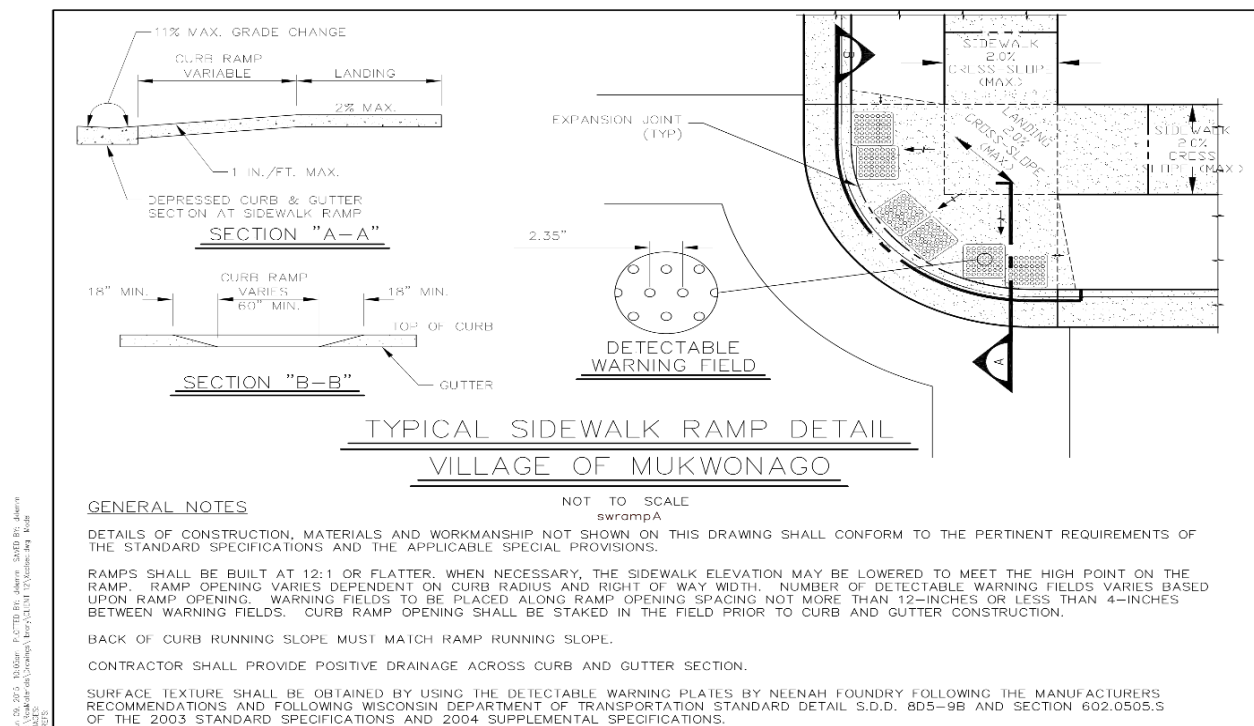 11% MAX. GRADE CHANGE
CURB RAMP
VARIABLE
LANDING
2% MAX.
1 IN./FT. MAX.
DEPRESSED CURB & GUTTER
SECTION AT SIDEWALK RAMP
SECTION "A-A"
CURB RAMP
VARIES
60" MIN.
18" MIN.
18" MIN.
TOP OF CURB
SECTION "B-B"
GUTTER
2.35"
DETECTABLE
WARNING FIELD
EXPANSION JOINT
(TYP)
B
SIDEWALK
2.0%
CROSS-SLOPE
(MAX.)
LANDING
2.0%
CROSS-SLOPE
(MAX.)
SIDEWALK
2.0%
CROSS
SLOPE (MAX.)
A
TYPICAL SIDEWALK RAMP DETAIL
VILLAGE OF MUKWONAGO
NOT TO SCALE
swrampA
GENERAL NOTES
DETAILS OF CONSTRUCTION, MATERIALS AND WORKMANSHIP NOT SHOWN ON THIS DRAWING SHALL CONFORM TO THE PERTINENT REQUIREMENTS OF
THE STANDARD SPECIFICATIONS AND THE APPLICABLE SPECIAL PROVISIONS.
RAMPS SHALL BE BUILT AT 12:1 OR FLATTER. WHEN NECESSARY, THE SIDEWALK ELEVATION MAY BE LOWERED TO MEET THE HIGH POINT ON THE
RAMP. RAMP OPENING VARIES DEPENDENT ON CURB RADIUS AND RIGHT OF WAY WIDTH. NUMBER OF DETECTABLE WARNING FIELDS VARIES BASED
UPON RAMP OPENING. WARNING FIELDS TO BE PLACED ALONG RAMP OPENING SPACING NOT MORE THAN 12-INCHES OR LESS THAN 4-INCHES
BETWEEN WARNING FIELDS. CURB RAMP OPENING SHALL BE STAKED IN THE FIELD PRIOR TO CURB AND GUTTER CONSTRUCTION.
BACK OF CURB RUNNING SLOPE MUST MATCH RAMP RUNNING SLOPE.
CONTRACTOR SHALL PROVIDE POSITIVE DRAINAGE ACROSS CURB AND GUTTER SECTION.
SURFACE TEXTURE SHALL BE OBTAINED BY USING THE DETECTABLE WARNING PLATES BY NEENAH FOUNDRY FOLLOWING THE MANUFACTURERS
RECOMMENDATIONS AND FOLLOWING WISCONSIN DEPARTMENT OF TRANSPORTATION STANDARD DETAIL S.D.D. 8D5-9B AND SECTION 602.0505.S
OF THE 2003 STANDARD SPECIFICATIONS AND 2004 SUPPLEMENTAL SPECIFICATIONS.